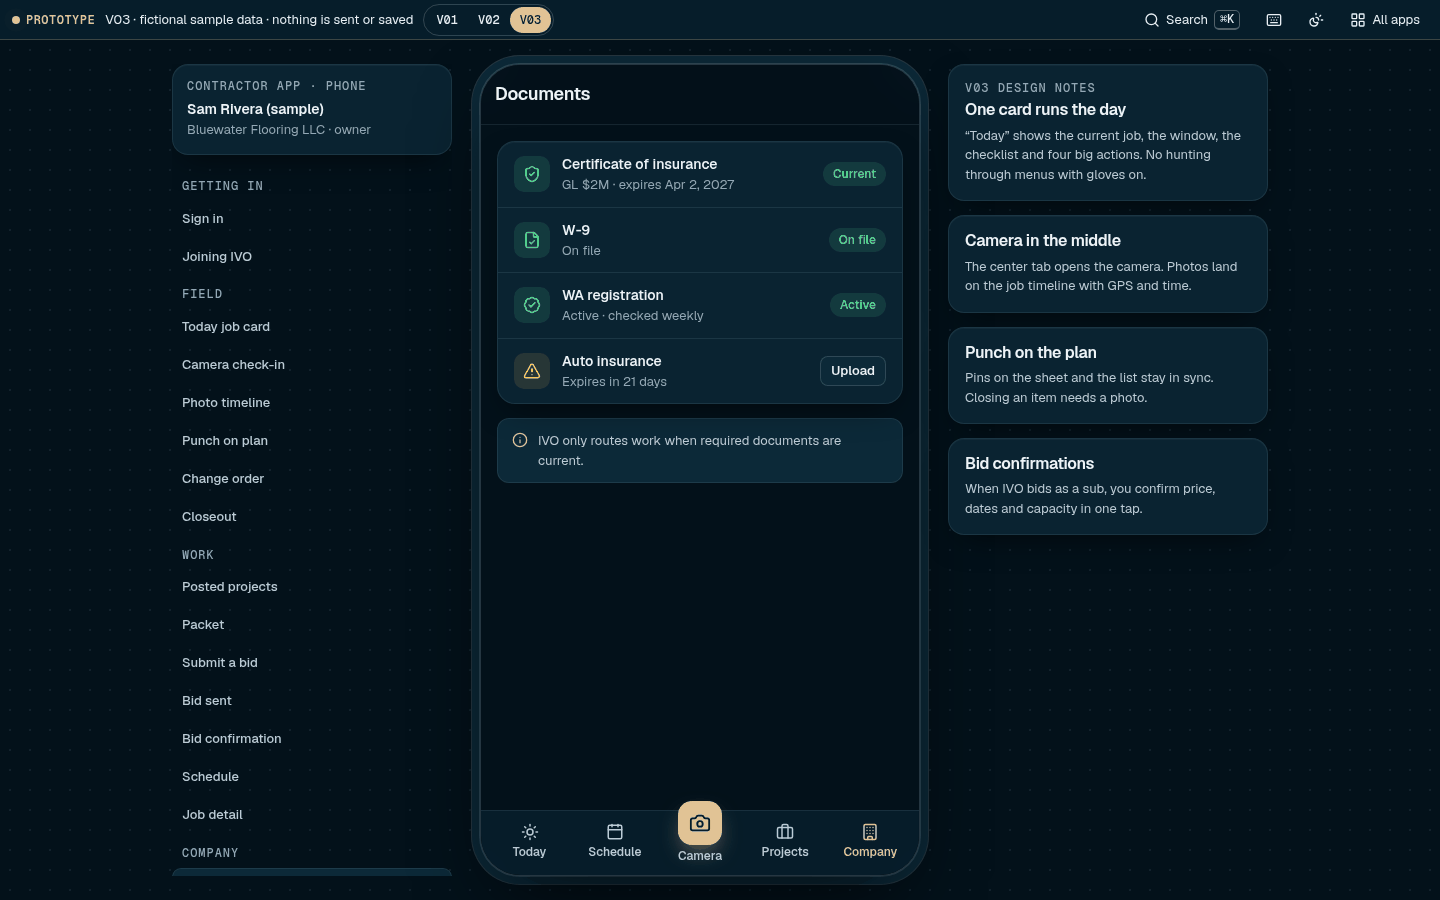 PROTOTYPE V03 · fictional sample data · nothing is sent or saved V01 V02 V03 Search ⌘K All apps
CONTRACTOR APP · PHONE
Sam Rivera (sample)
Bluewater Flooring LLC · owner
GETTING IN
Sign in
Joining IVO
FIELD
Today job card
Camera check-in
Photo timeline
Punch on plan
Change order
Closeout
WORK
Posted projects
Packet
Submit a bid
Bid sent
Bid confirmation
Schedule
Job detail
COMPANY
Documents
Certificate of insurance
GL $2M · expires Apr 2, 2027
Current
W-9
On file
On file
WA registration
Active · checked weekly
Active
Auto insurance
Expires in 21 days
Upload
IVO only routes work when required documents are
current.
Today Schedule Camera Projects Company
V03 DESIGN NOTES
One card runs the day
“Today” shows the current job, the window, the
checklist and four big actions. No hunting
through menus with gloves on.
Camera in the middle
The center tab opens the camera. Photos land
on the job timeline with GPS and time.
Punch on the plan
Pins on the sheet and the list stay in sync.
Closing an item needs a photo.
Bid confirmations
When IVO bids as a sub, you confirm price,
dates and capacity in one tap.